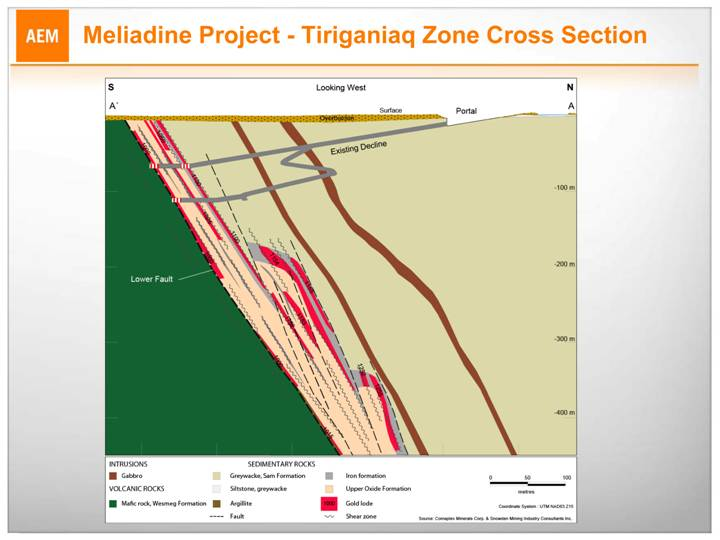 AEM
Meliadine Project - Tiriganiaq Zone Cross Section
S
Looking West
N
A'
Surface
Portal
A
Overburden
Existing Decline
-100 m
-200 m
Lower Fault
-300 m
-400 m
INTRUSIONS
SEDIMENTARY ROCKS
Gabbro
Greywacke, Sam Formation
Iron formation
VOLCANIC ROCKS
Siltstone, greywacke
Upper Oxide Formation
Mafic rock, Wesmeg Formation
Argillite
1000
Gold lode
Fault
Shear zone
0 50 100
metres
Coordinate System : UTM NAD83 Z15
Source: Comaplex Minerals Corp. & Snowden Mining Industry Consultants Inc.